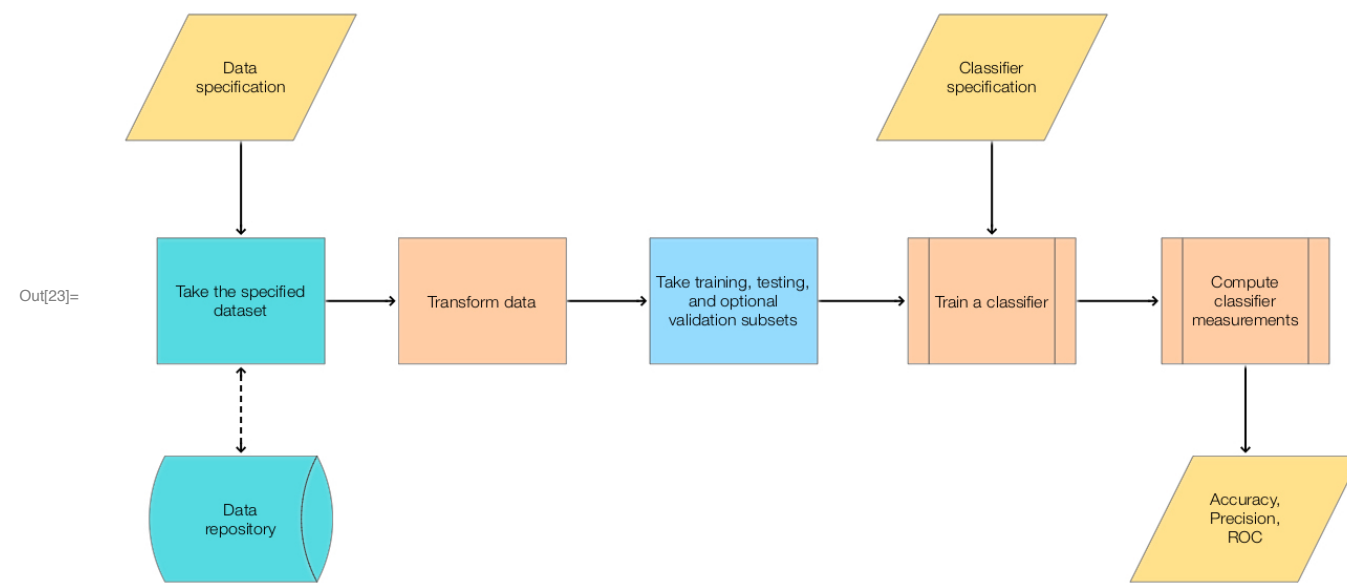 Data
specification
Classifier
specification
Out[23]=
Take the specified
dataset
Transform data
Take training, testing,
and optional
validation subsets
Train a classifier
Compute
classifier
measurements
Data
repository
Accuracy,
Precision,
ROC